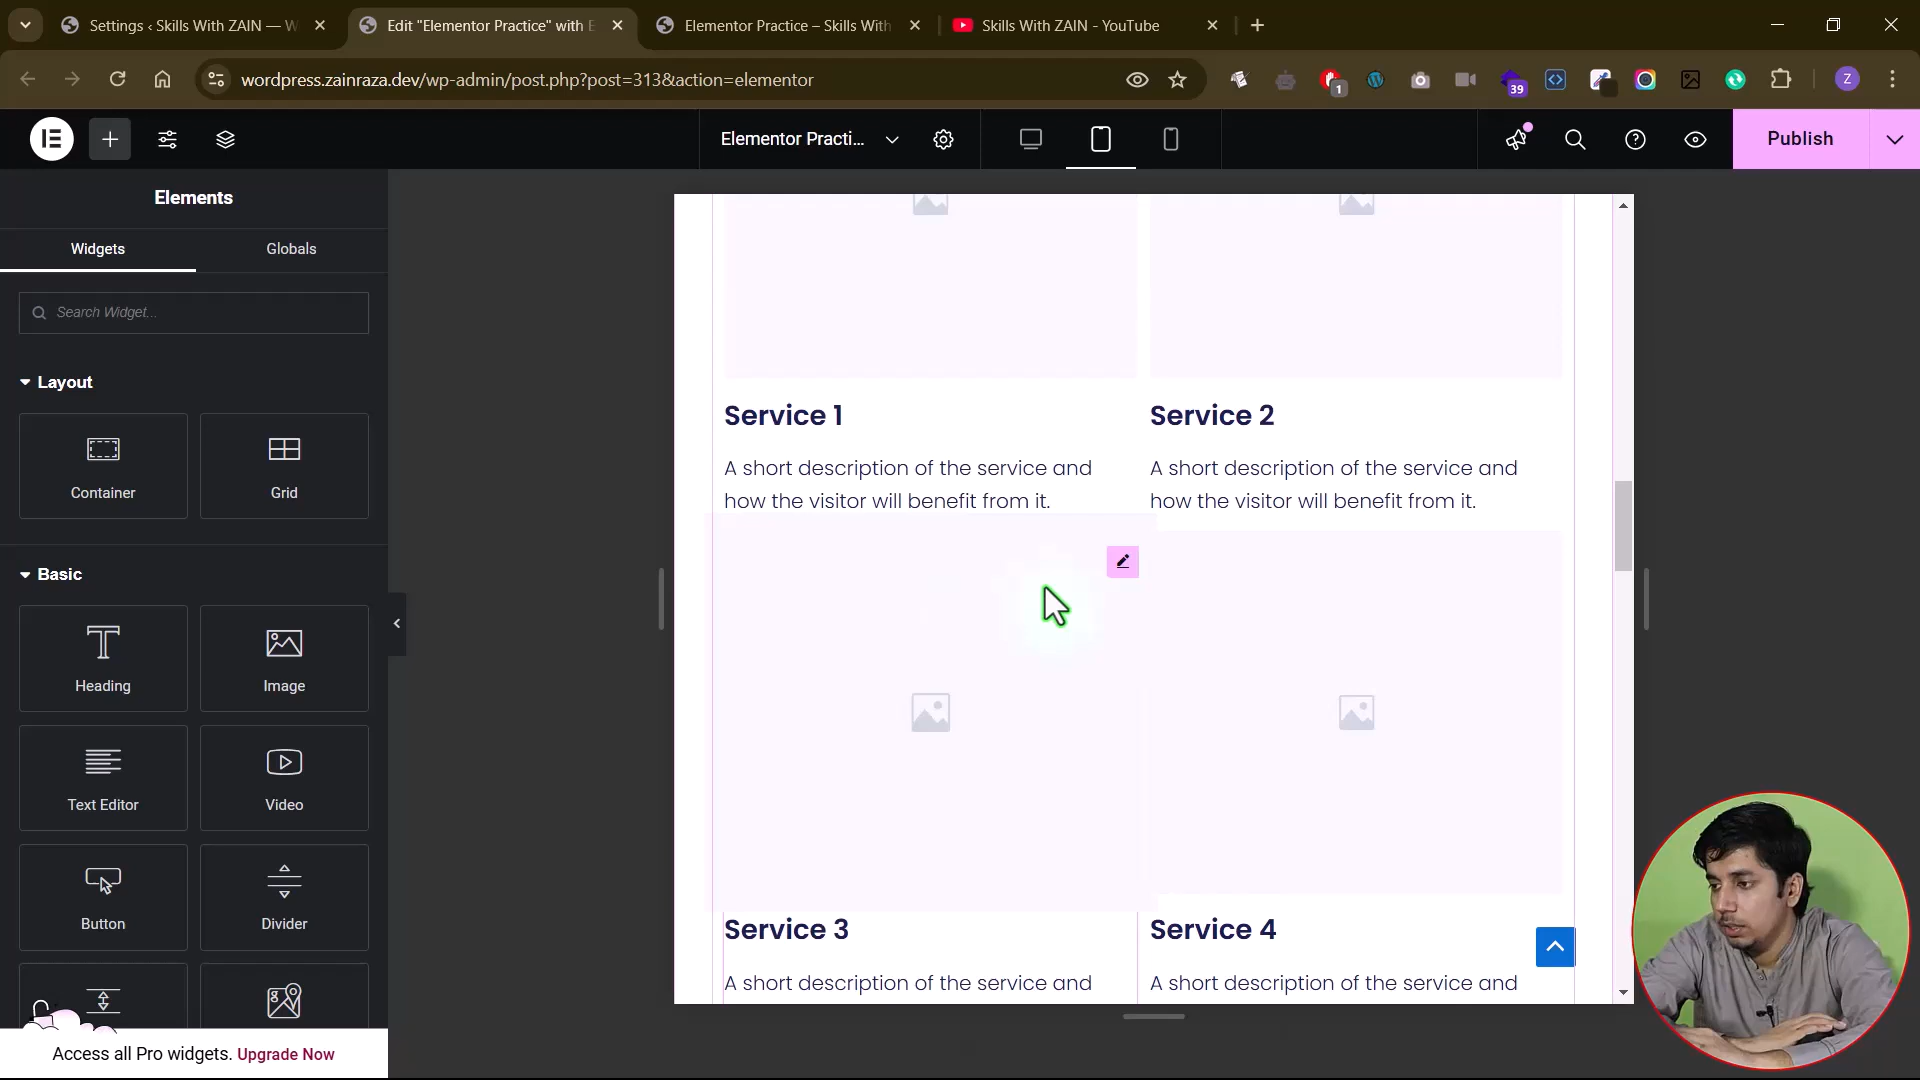 Settings ‹ Skills With ZAIN — W
Edit "Elementor Practice" with E
Elementor Practice – Skills With
Skills With ZAIN - YouTube
wordpress.zainraza.dev/wp-admin/post.php?post=313&action=elementor
1
39
Z
Elementor Practi...
Publish
Elements
Widgets
Globals
Search Widget...
Layout
Container
Grid
Basic
Heading
Image
Text Editor
Video
Button
Divider
Access all Pro widgets. Upgrade Now
Service 1
A short description of the service and
how the visitor will benefit from it.
Service 2
A short description of the service and
how the visitor will benefit from it.
Service 3
A short description of the service and
Service 4
A short description of the service and